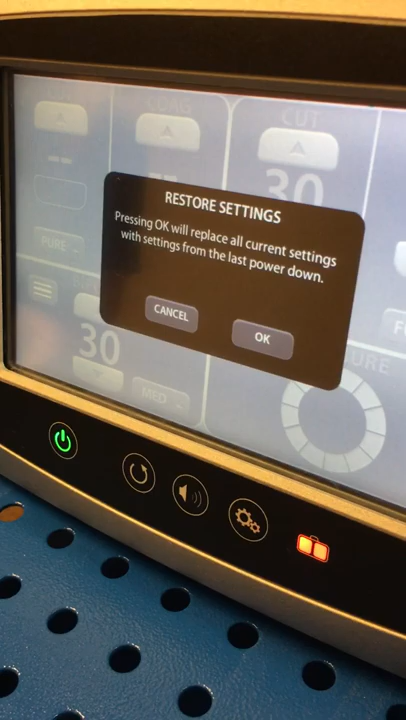 COAG
CUT
30
RESTORE SETTINGS
Pressing OK will replace all current settings
with settings from the last power down.
CANCEL
OK
PURE
30
MED